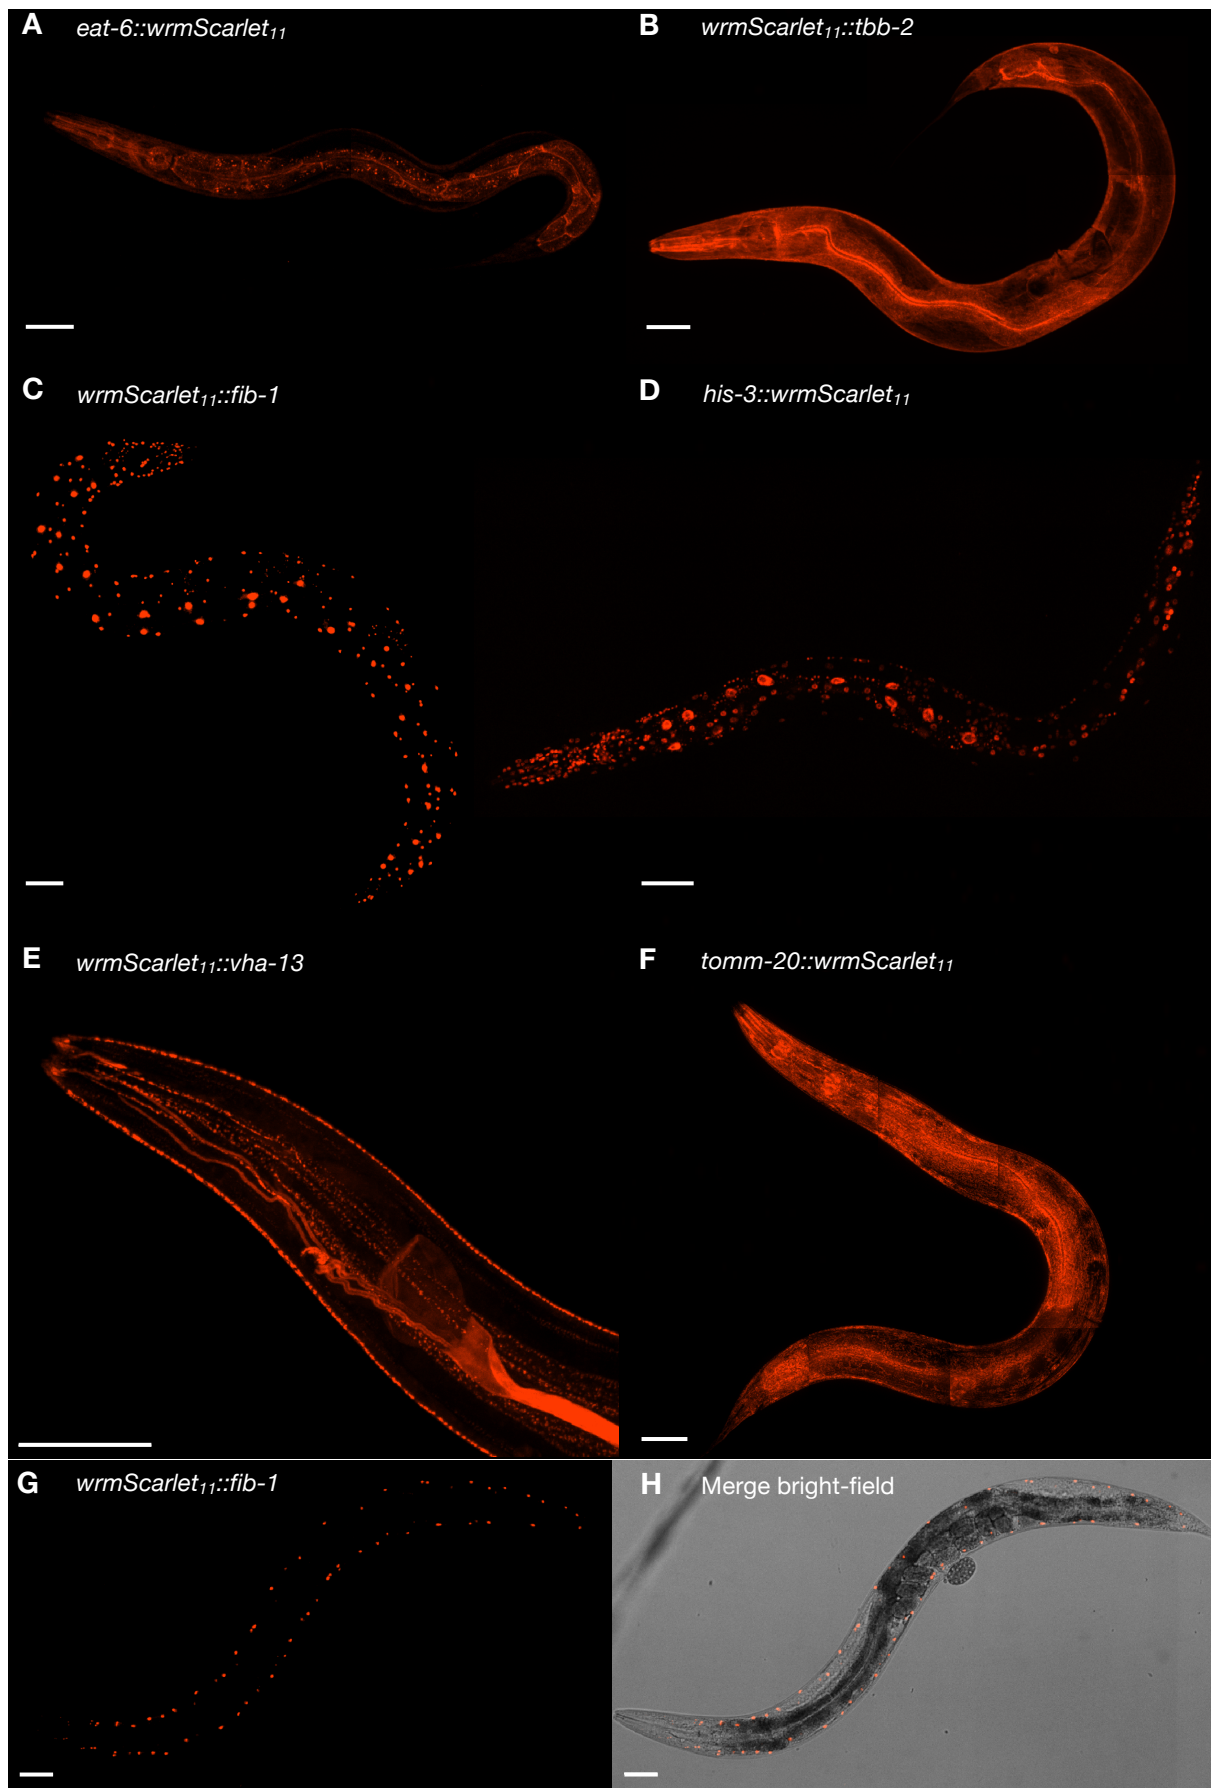 A eat-6::wrmScarlet₁₁
B wrmScarlet₁₁::tbb-2
C wrmScarlet₁₁::fib-1
D his-3::wrmScarlet₁₁
E wrmScarlet₁₁::vha-13
F tomm-20::wrmScarlet₁₁
G wrmScarlet₁₁::fib-1
H Merge bright-field